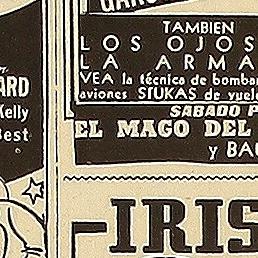 TAMBIEN
LOS OJOS
LA ARMA
VEA la técnica de bombar
aviones STUKAS de vuelo
SABADO P
EL MAGO DEL
y BA
ARD
Kelly
Best
IRIS